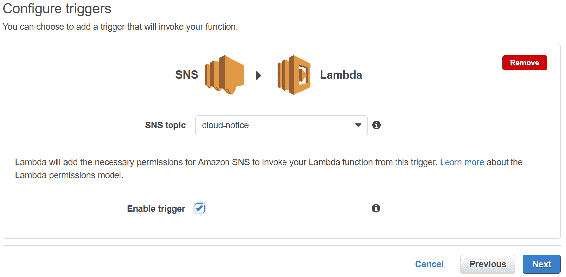 Configure triggers
You can choose to add a trigger that will invoke your function.
SNS
Lambda
Remove
SNS topic
cloud-notice
Lambda will add the necessary permissions for Amazon SNS to invoke your Lambda function from this trigger. Learn more about the
Lambda permissions model.
Enable trigger
Cancel
Previous
Next